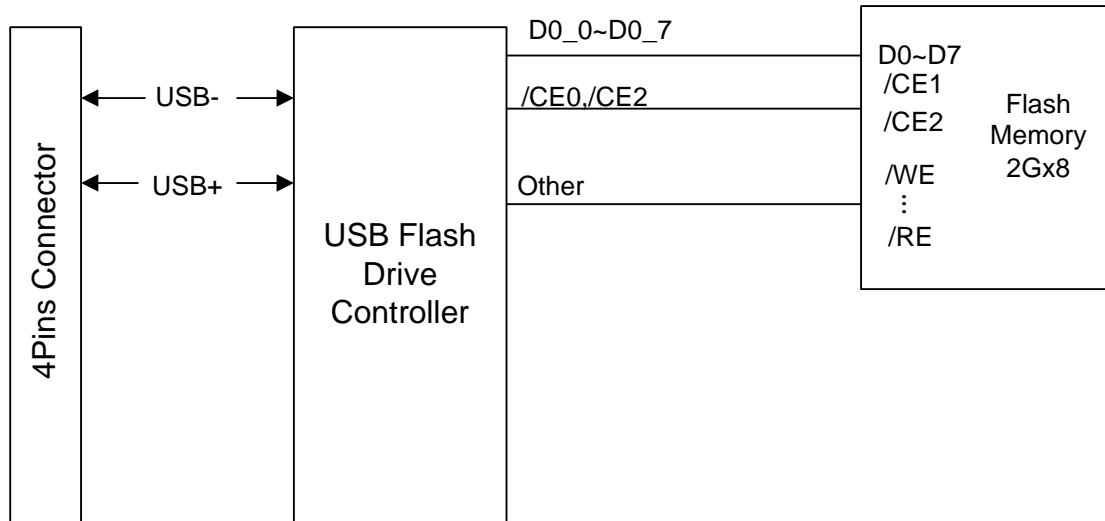 4Pins Connector
USB-
USB+
USB Flash
Drive
Controller
D0_0~D0_7
/CE0,/CE2
Other
D0~D7
/CE1
/CE2
/WE
⋮
/RE
Flash
Memory
2Gx8